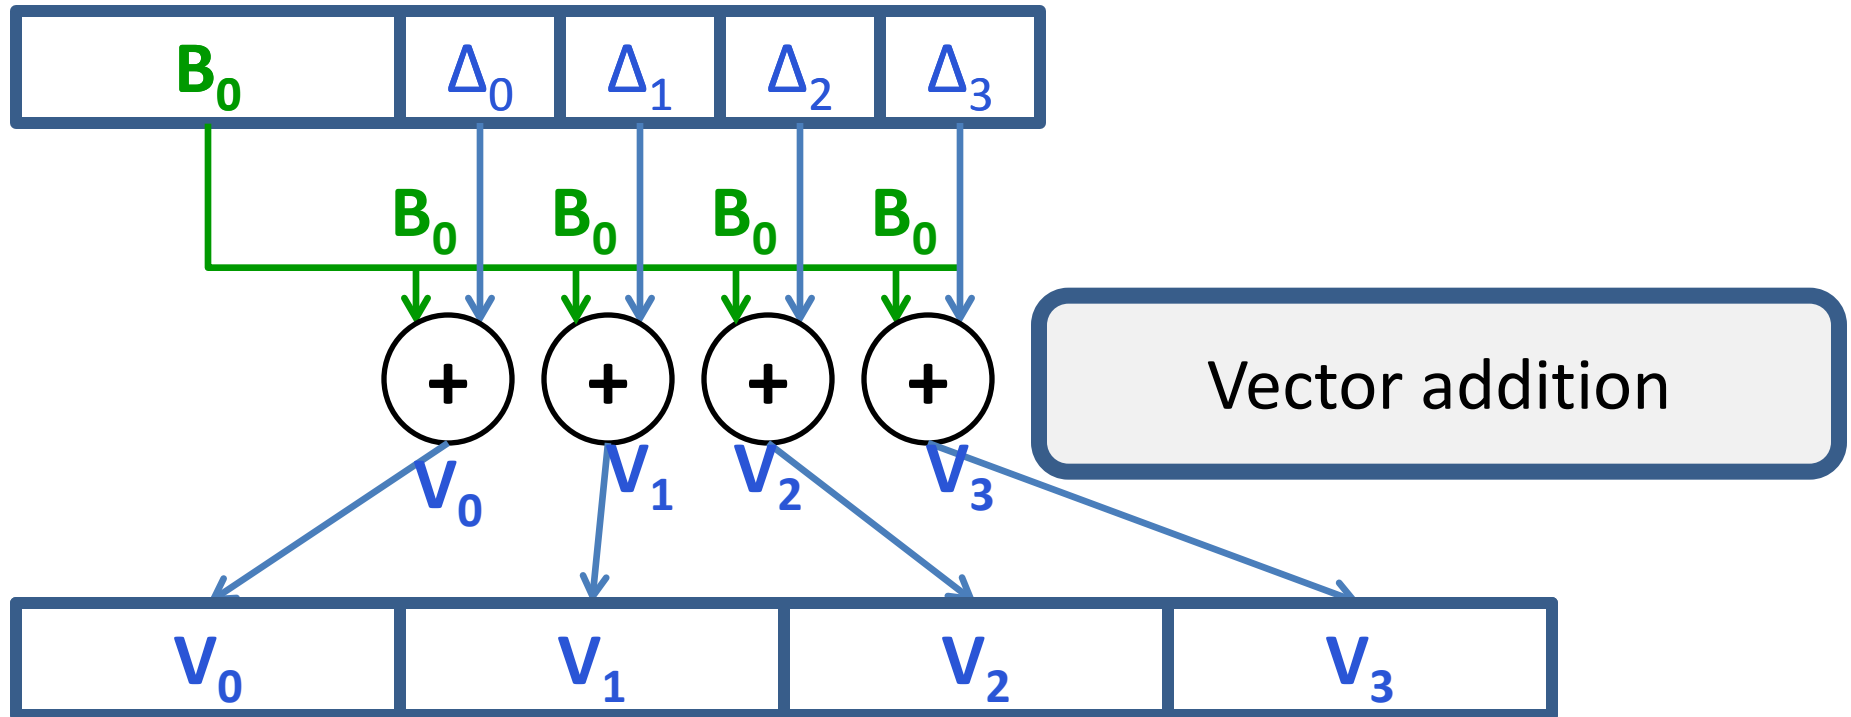 B₀ Δ₀ Δ₁ Δ₂ Δ₃
B₀ B₀ B₀ B₀
+ + + +
Vector addition
V₀ V₁ V₂ V₃
V₀ V₁ V₂ V₃